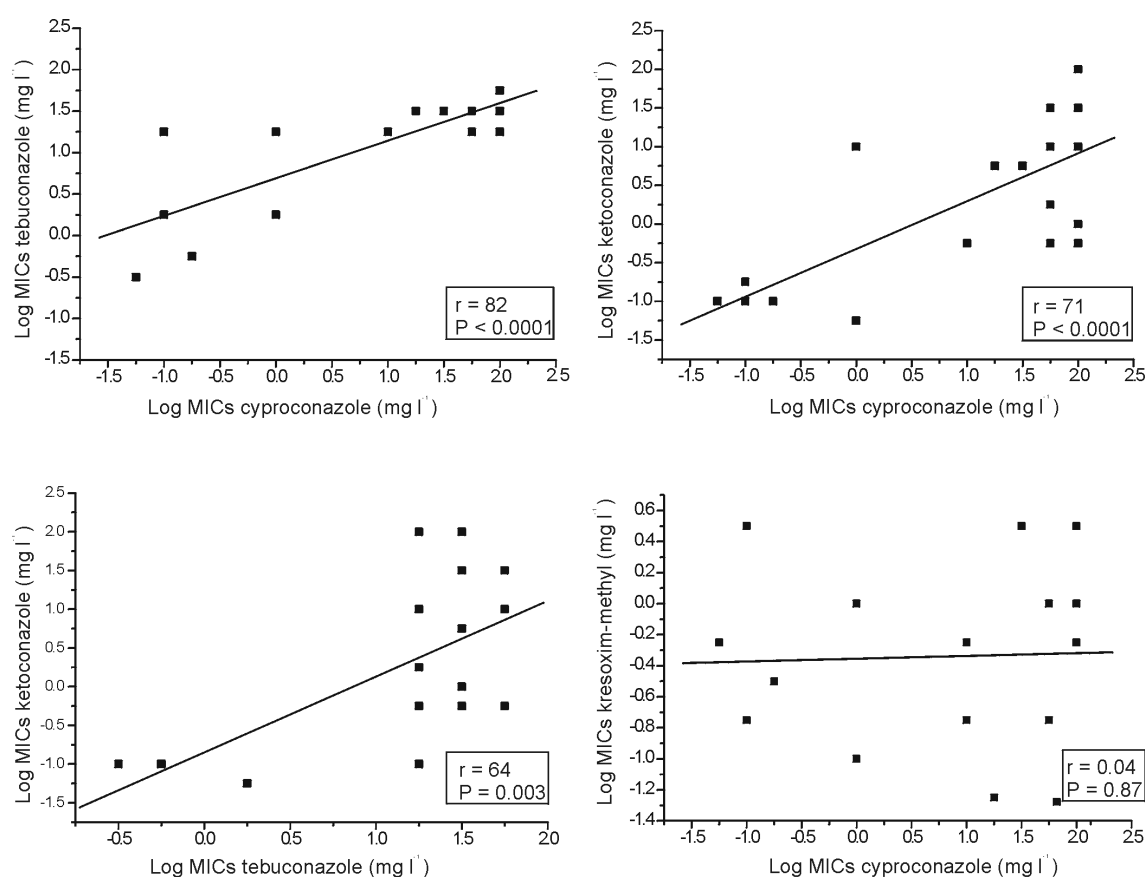 Log MICs tebuconazole (mg l⁻¹)
2.5
2.0
1.5
1.0
0.5
0.0
-0.5
-1.0
-1.5
r = 82
P < 0.0001
-1.5 -1.0 -0.5 0.0 0.5 1.0 1.5 2.0 2.5
Log MICs cyproconazole (mg l⁻¹)
Log MICs ketoconazole (mg l⁻¹)
2.5
2.0
1.5
1.0
0.5
0.0
-0.5
-1.0
-1.5
r = 71
P < 0.0001
-1.5 -1.0 -0.5 0.0 0.5 1.0 1.5 2.0 2.5
Log MICs cyproconazole (mg l⁻¹)
Log MICs ketoconazole (mg l⁻¹)
2.5
2.0
1.5
1.0
0.5
0.0
-0.5
-1.0
-1.5
r = 64
P = 0.003
-0.5 0.0 0.5 1.0 1.5 2.0
Log MICs tebuconazole (mg l⁻¹)
Log MICs kresoxim-methyl (mg l⁻¹)
0.6
0.4
0.2
0.0
-0.2
-0.4
-0.6
-0.8
-1.0
-1.2
-1.4
r = 0.04
P = 0.87
-1.5 -1.0 -0.5 0.0 0.5 1.0 1.5 2.0 2.5
Log MICs cyproconazole (mg l⁻¹)